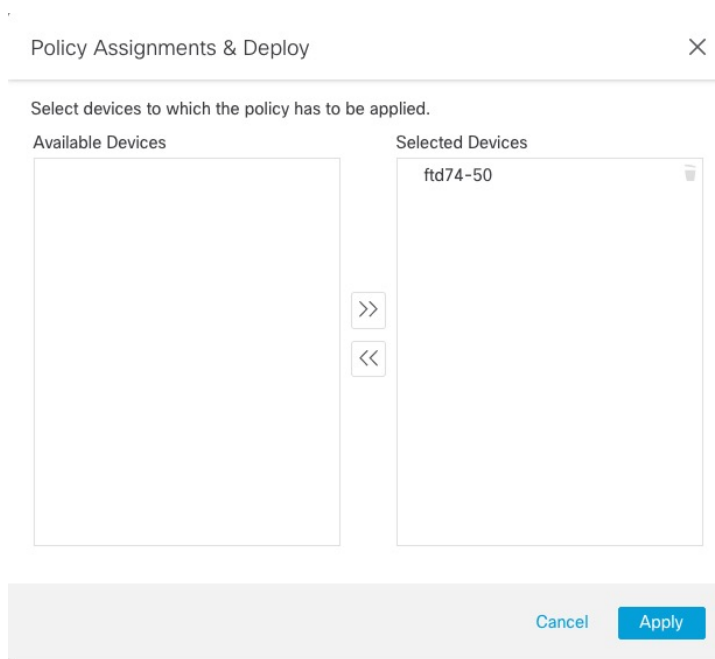 Policy Assignments & Deploy
Select devices to which the policy has to be applied.
Available Devices
Selected Devices
ftd74-50
Cancel
Apply